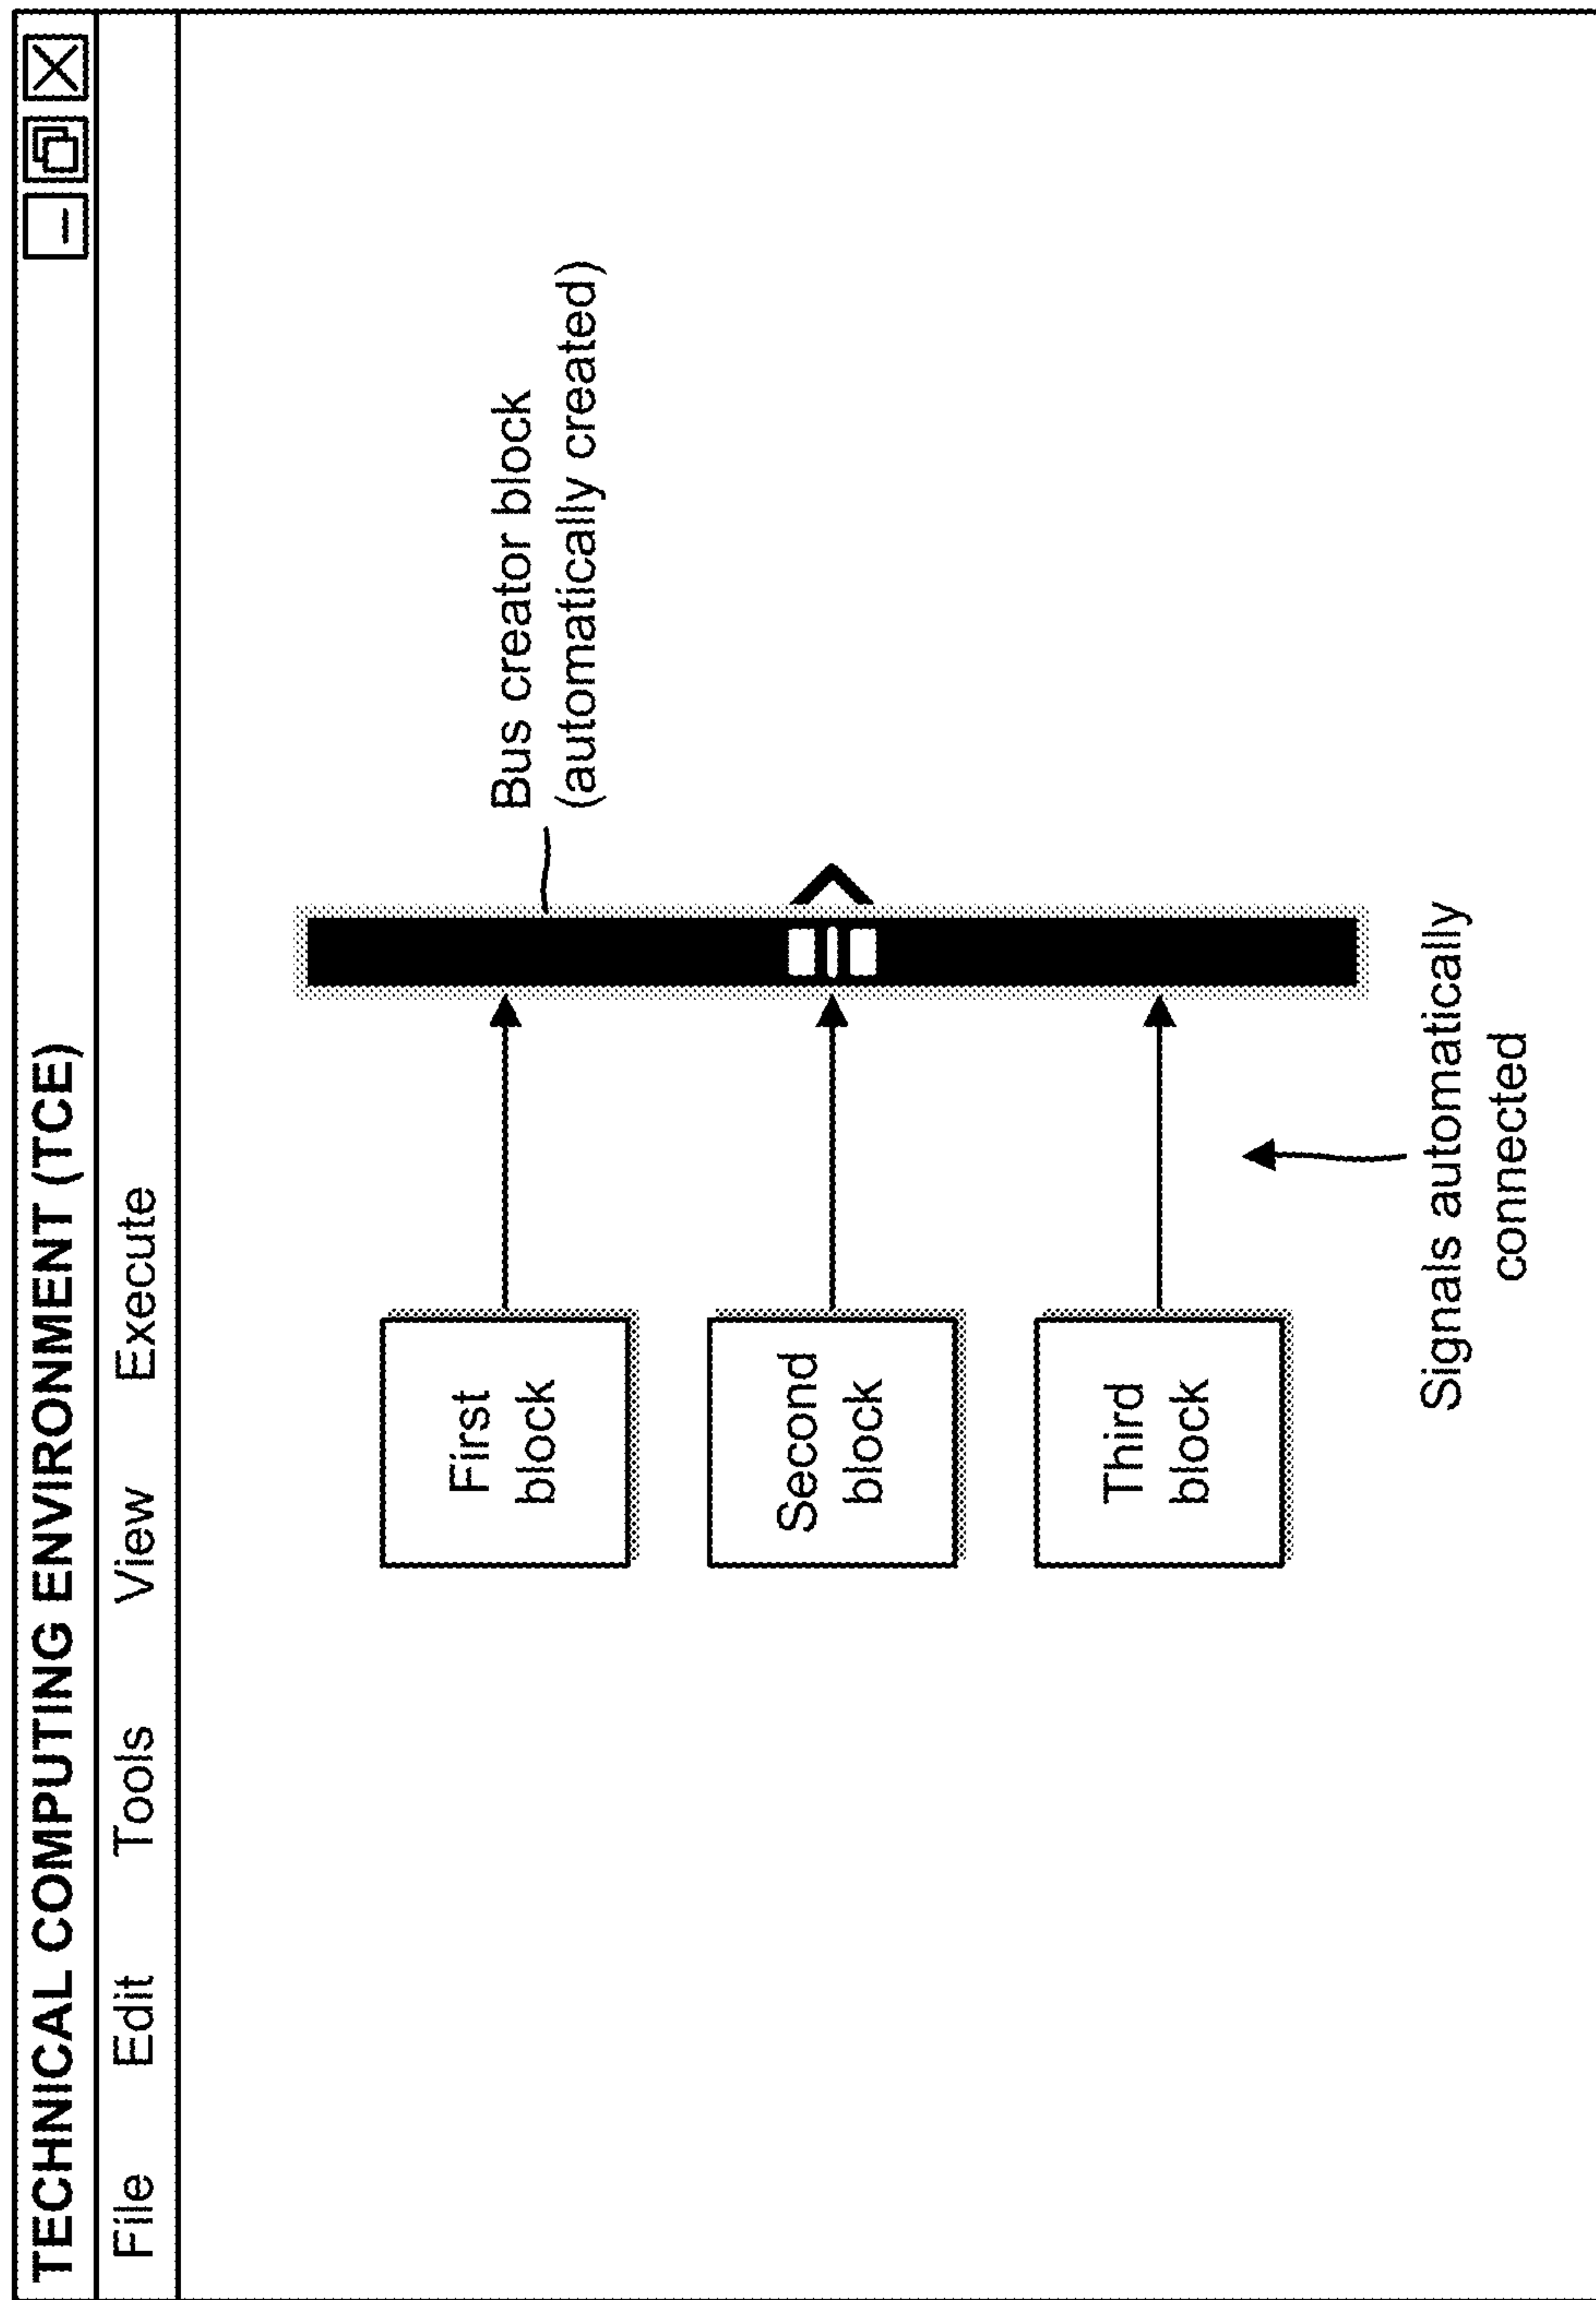 TECHNICAL COMPUTING ENVIRONMENT (TCE)
File Edit Tools View Execute
Bus creator block
(automatically created)
First
block
Second
block
Third
block
Signals automatically
connected